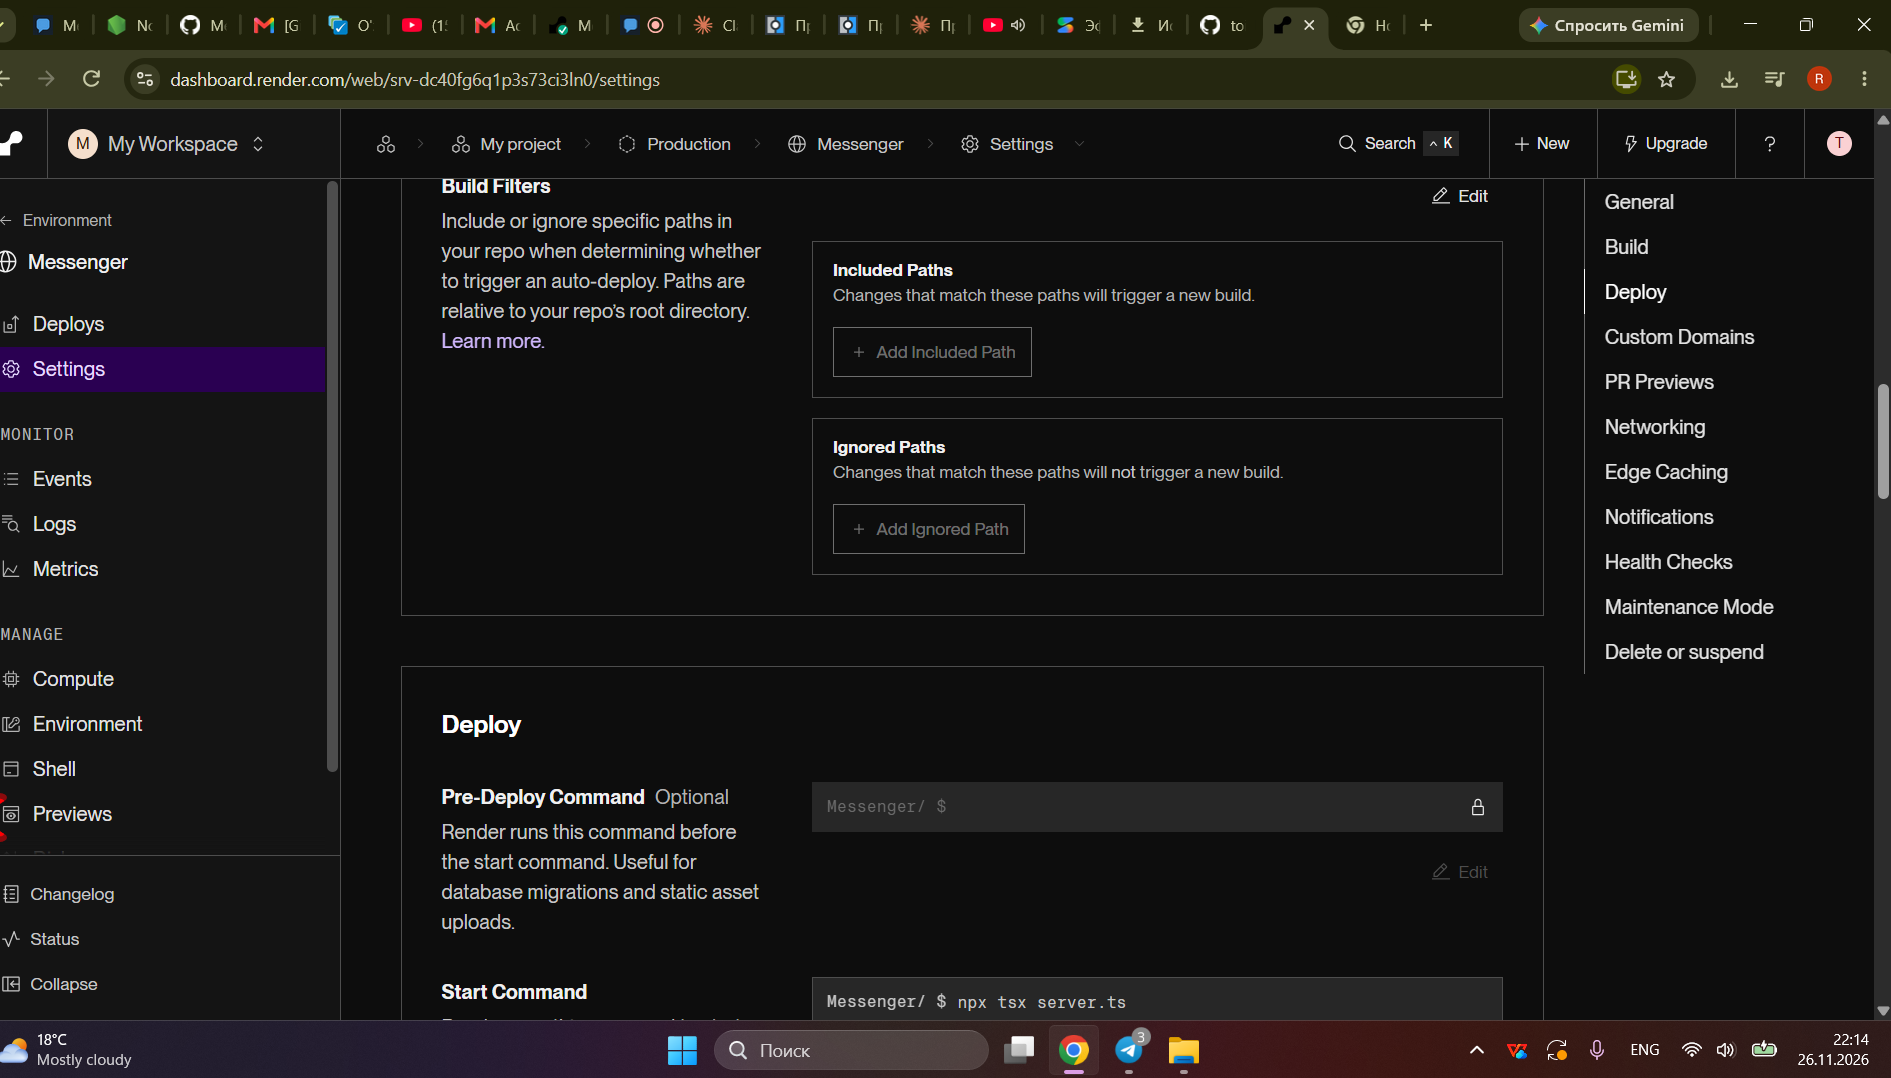 Спросить Gemini
dashboard.render.com/web/srv-dc40fg6q1p3s73ci3ln0/settings
R
M My Workspace
My project
Production
Messenger
Settings
Search
^ K
+ New
Upgrade
?
T
Environment
Messenger
Deploys
Settings
MONITOR
Events
Logs
Metrics
MANAGE
Compute
Environment
Shell
Previews
Changelog
Status
Collapse
Build Filters
Include or ignore specific paths in
your repo when determining whether
to trigger an auto-deploy. Paths are
relative to your repo’s root directory.
Learn more.
Edit
Included Paths
Changes that match these paths will trigger a new build.
+ Add Included Path
Ignored Paths
Changes that match these paths will not trigger a new build.
+ Add Ignored Path
Deploy
Pre-Deploy Command Optional
Render runs this command before
the start command. Useful for
database migrations and static asset
uploads.
Messenger/ $
Edit
Start Command
Messenger/ $ npx tsx server.ts
General
Build
Deploy
Custom Domains
PR Previews
Networking
Edge Caching
Notifications
Health Checks
Maintenance Mode
Delete or suspend
18°C
Mostly cloudy
Поиск
3
ENG
22:14
26.11.2026